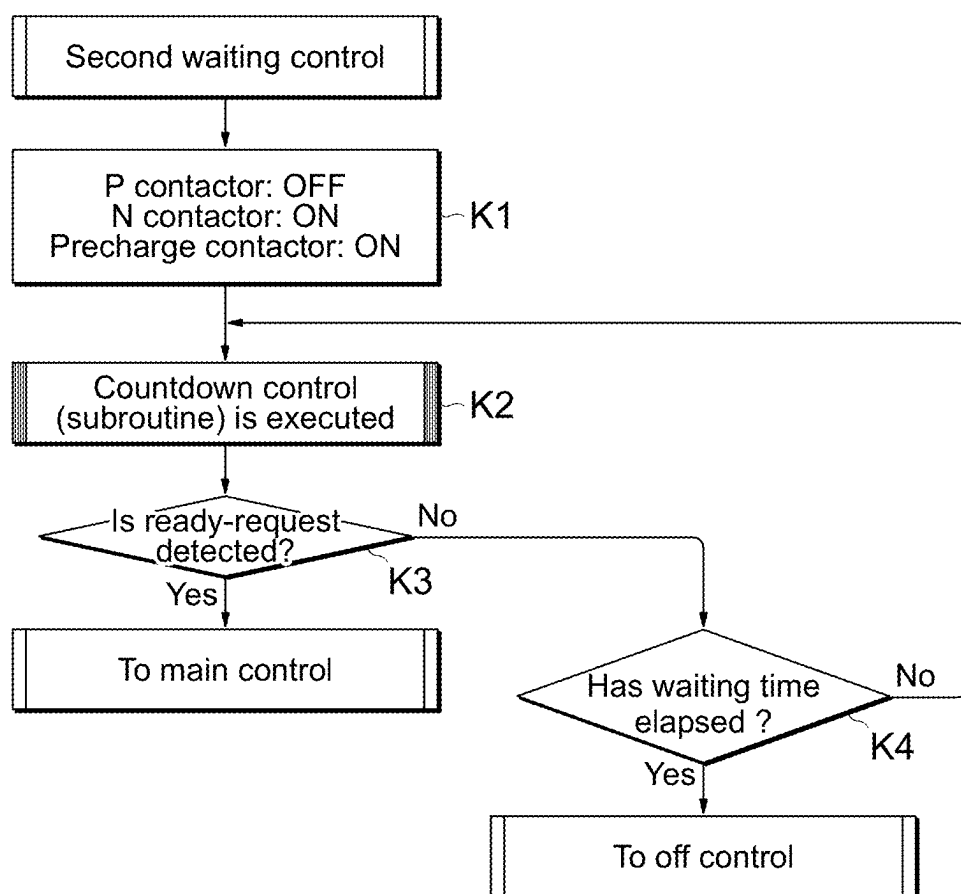 Second waiting control
P contactor: OFF
N contactor: ON
Precharge contactor: ON
K1
Countdown control
(subroutine) is executed
K2
Is ready-request
detected?
No
K3
Yes
To main control
Has waiting time
elapsed ?
No
K4
Yes
To off control